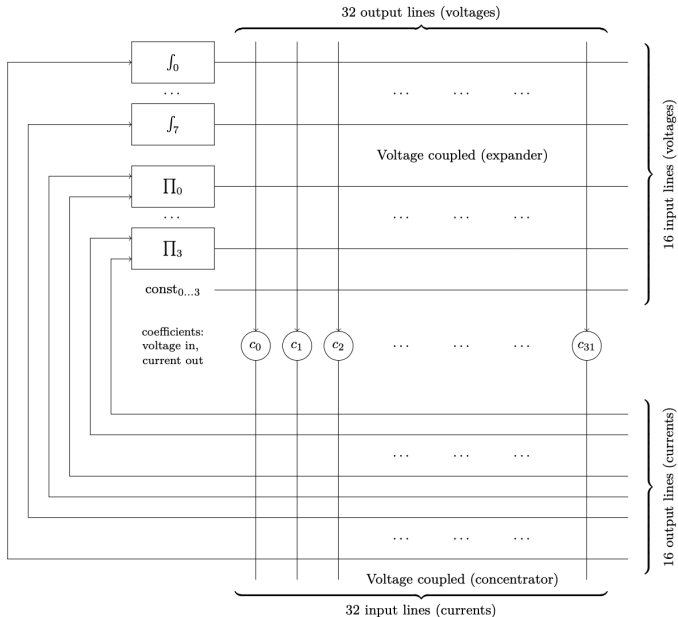 32 output lines (voltages)
∫₀
... ... ... ...
∫₇
Voltage coupled (expander)
16 input lines (voltages)
∏₀
... ... ... ...
∏₃
const₀...₃
coefficients:
voltage in,
current out
c₀ c₁ c₂ ... ... ... c₃₁
... ... ...
16 output lines (currents)
... ... ...
Voltage coupled (concentrator)
32 input lines (currents)